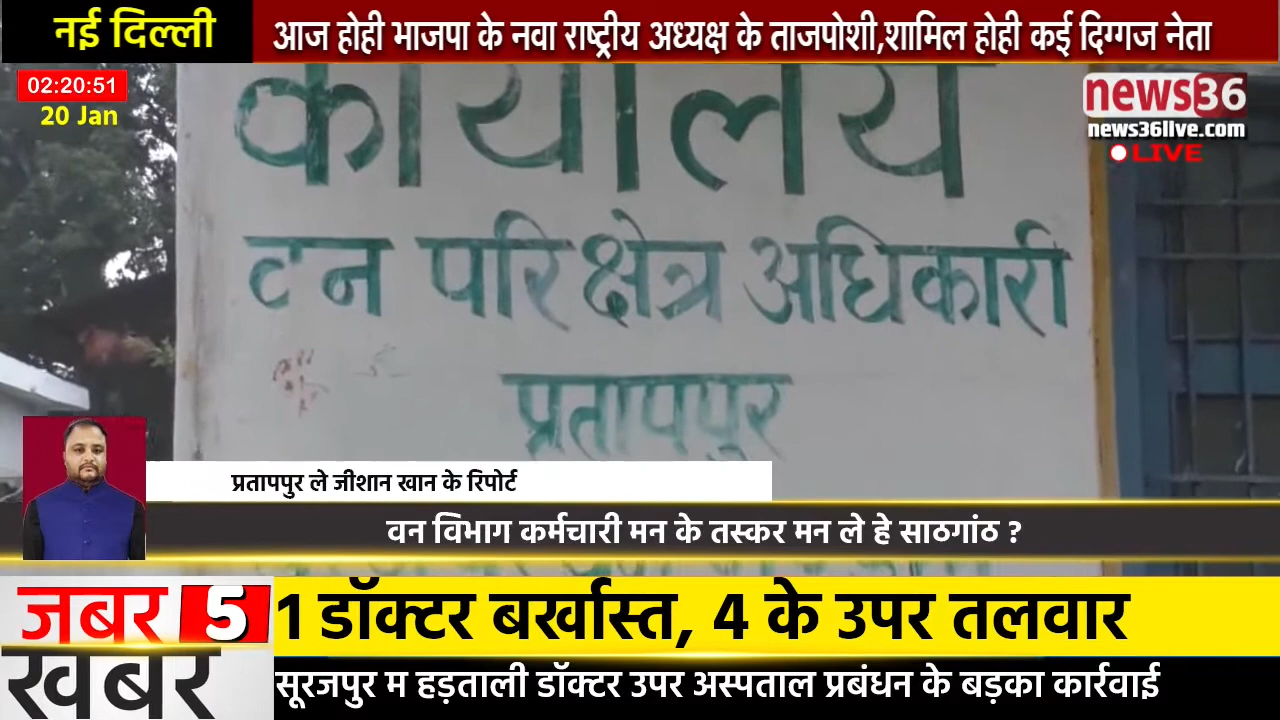 नई दिल्ली
आज होही भाजपा के नवा राष्ट्रीय अध्यक्ष के ताजपोशी,शामिल होही कई दिग्गज नेता
02:20:51
20 Jan
news36
news36live.com
LIVE
कार्यालय
वन परिक्षेत्र अधिकारी
प्रतापपुर
प्रतापपुर ले जीशान खान के रिपोर्ट
वन विभाग कर्मचारी मन के तस्कर मन ले हे साठगांठ ?
जबर 5
खबर
1 डॉक्टर बर्खास्त, 4 के उपर तलवार
सूरजपुर म हड़ताली डॉक्टर उपर अस्पताल प्रबंधन के बड़का कार्रवाई